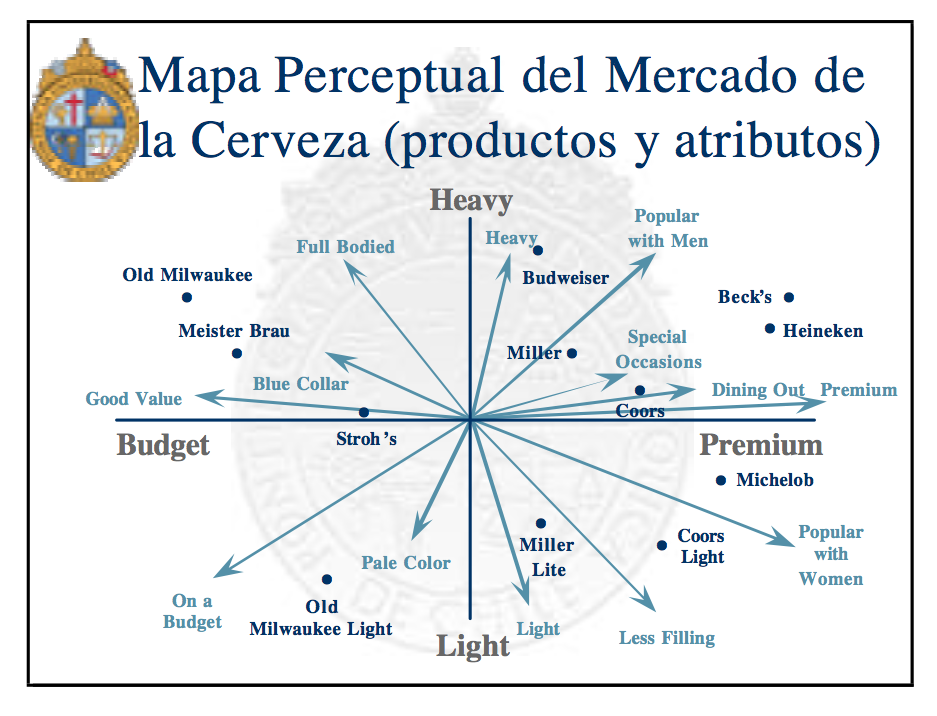 Mapa Perceptual del Mercado de
la Cerveza (productos y atributos)
Heavy
Popular
with Men
Heavy
Full Bodied
Budweiser
Old Milwaukee
Beck's
Meister Brau
Heineken
Miller
Special
Occasions
Blue Collar
Good Value
Dining Out
Premium
Coors
Stroh's
Budget
Premium
Michelob
Coors
Light
Popular
with
Women
Miller
Lite
Pale Color
On a
Budget
Old
Milwaukee Light
Light
Less Filling
Light